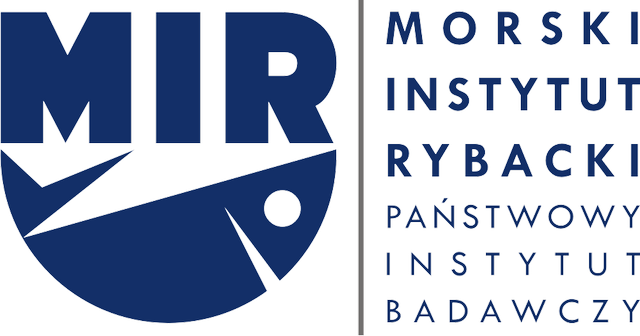 MIR
MORSKI
INSTYTUT
RYBACKI
PAŃSTWOWY
INSTYTUT
BADAWCZY